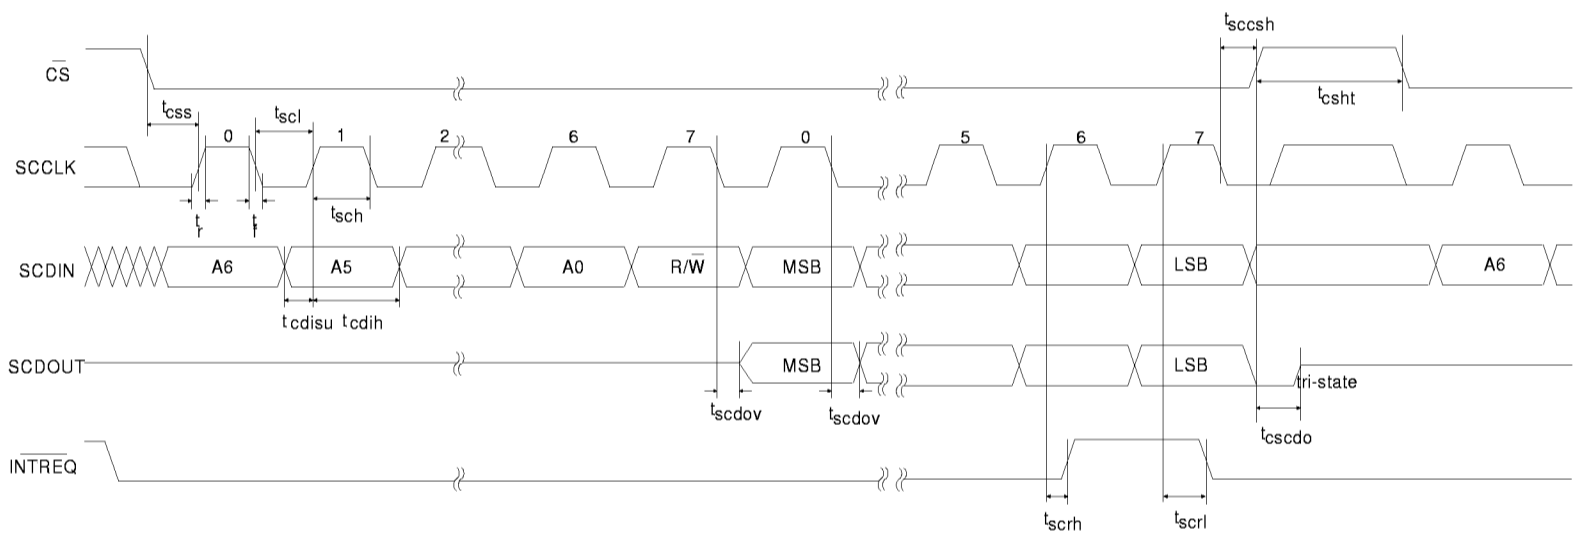 tsccsh
CS
tcsht
tcss
tscl
0 1 2 6 7 0 5 6 7
SCCLK
tr tf tsch
SCDIN A6 A5 A0 R/W MSB LSB A6
tcdisu tcdih
SCDOUT MSB LSB
tri-state
tscdov tscdov
tcscdo
INTREQ
tscrh tscrl